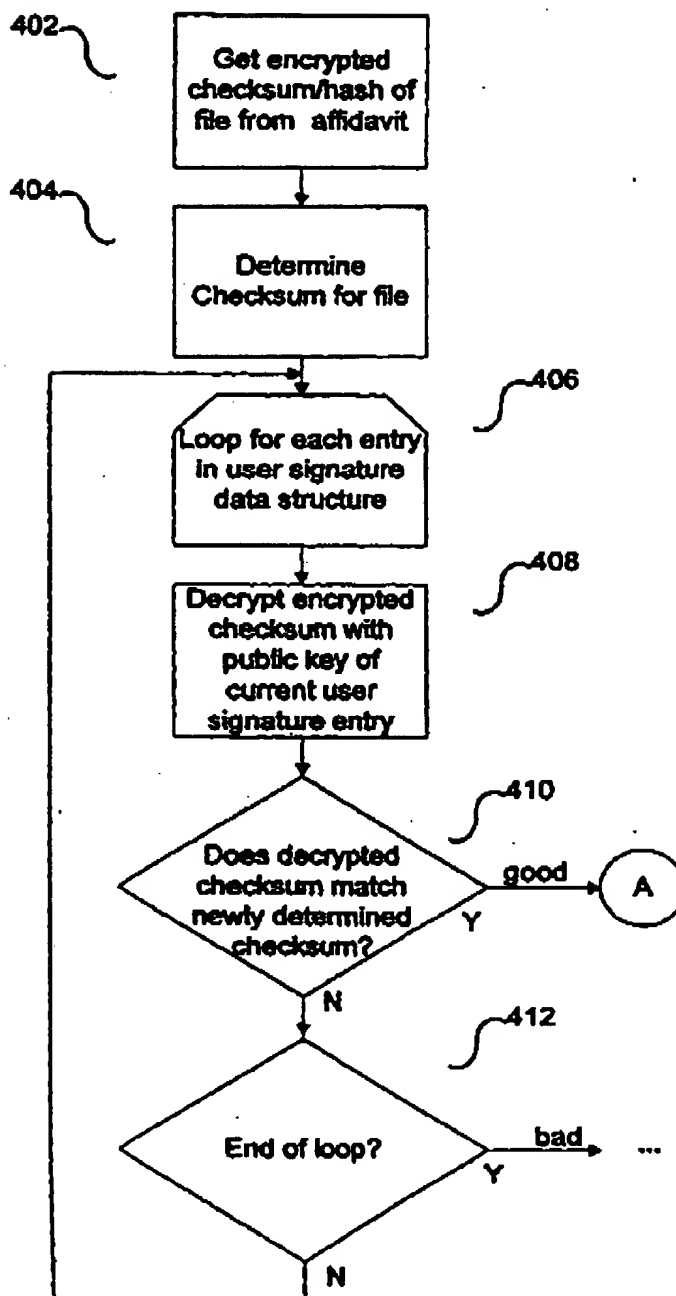 402
Get encrypted
checksum/hash of
file from affidavit
404
Determine
Checksum for file
406
Loop for each entry
in user signature
data structure
408
Decrypt encrypted
checksum with
public key of
current user
signature entry
410
Does decrypted
checksum match
newly determined
checksum?
good
Y
A
N
412
End of loop?
bad
Y
...
N